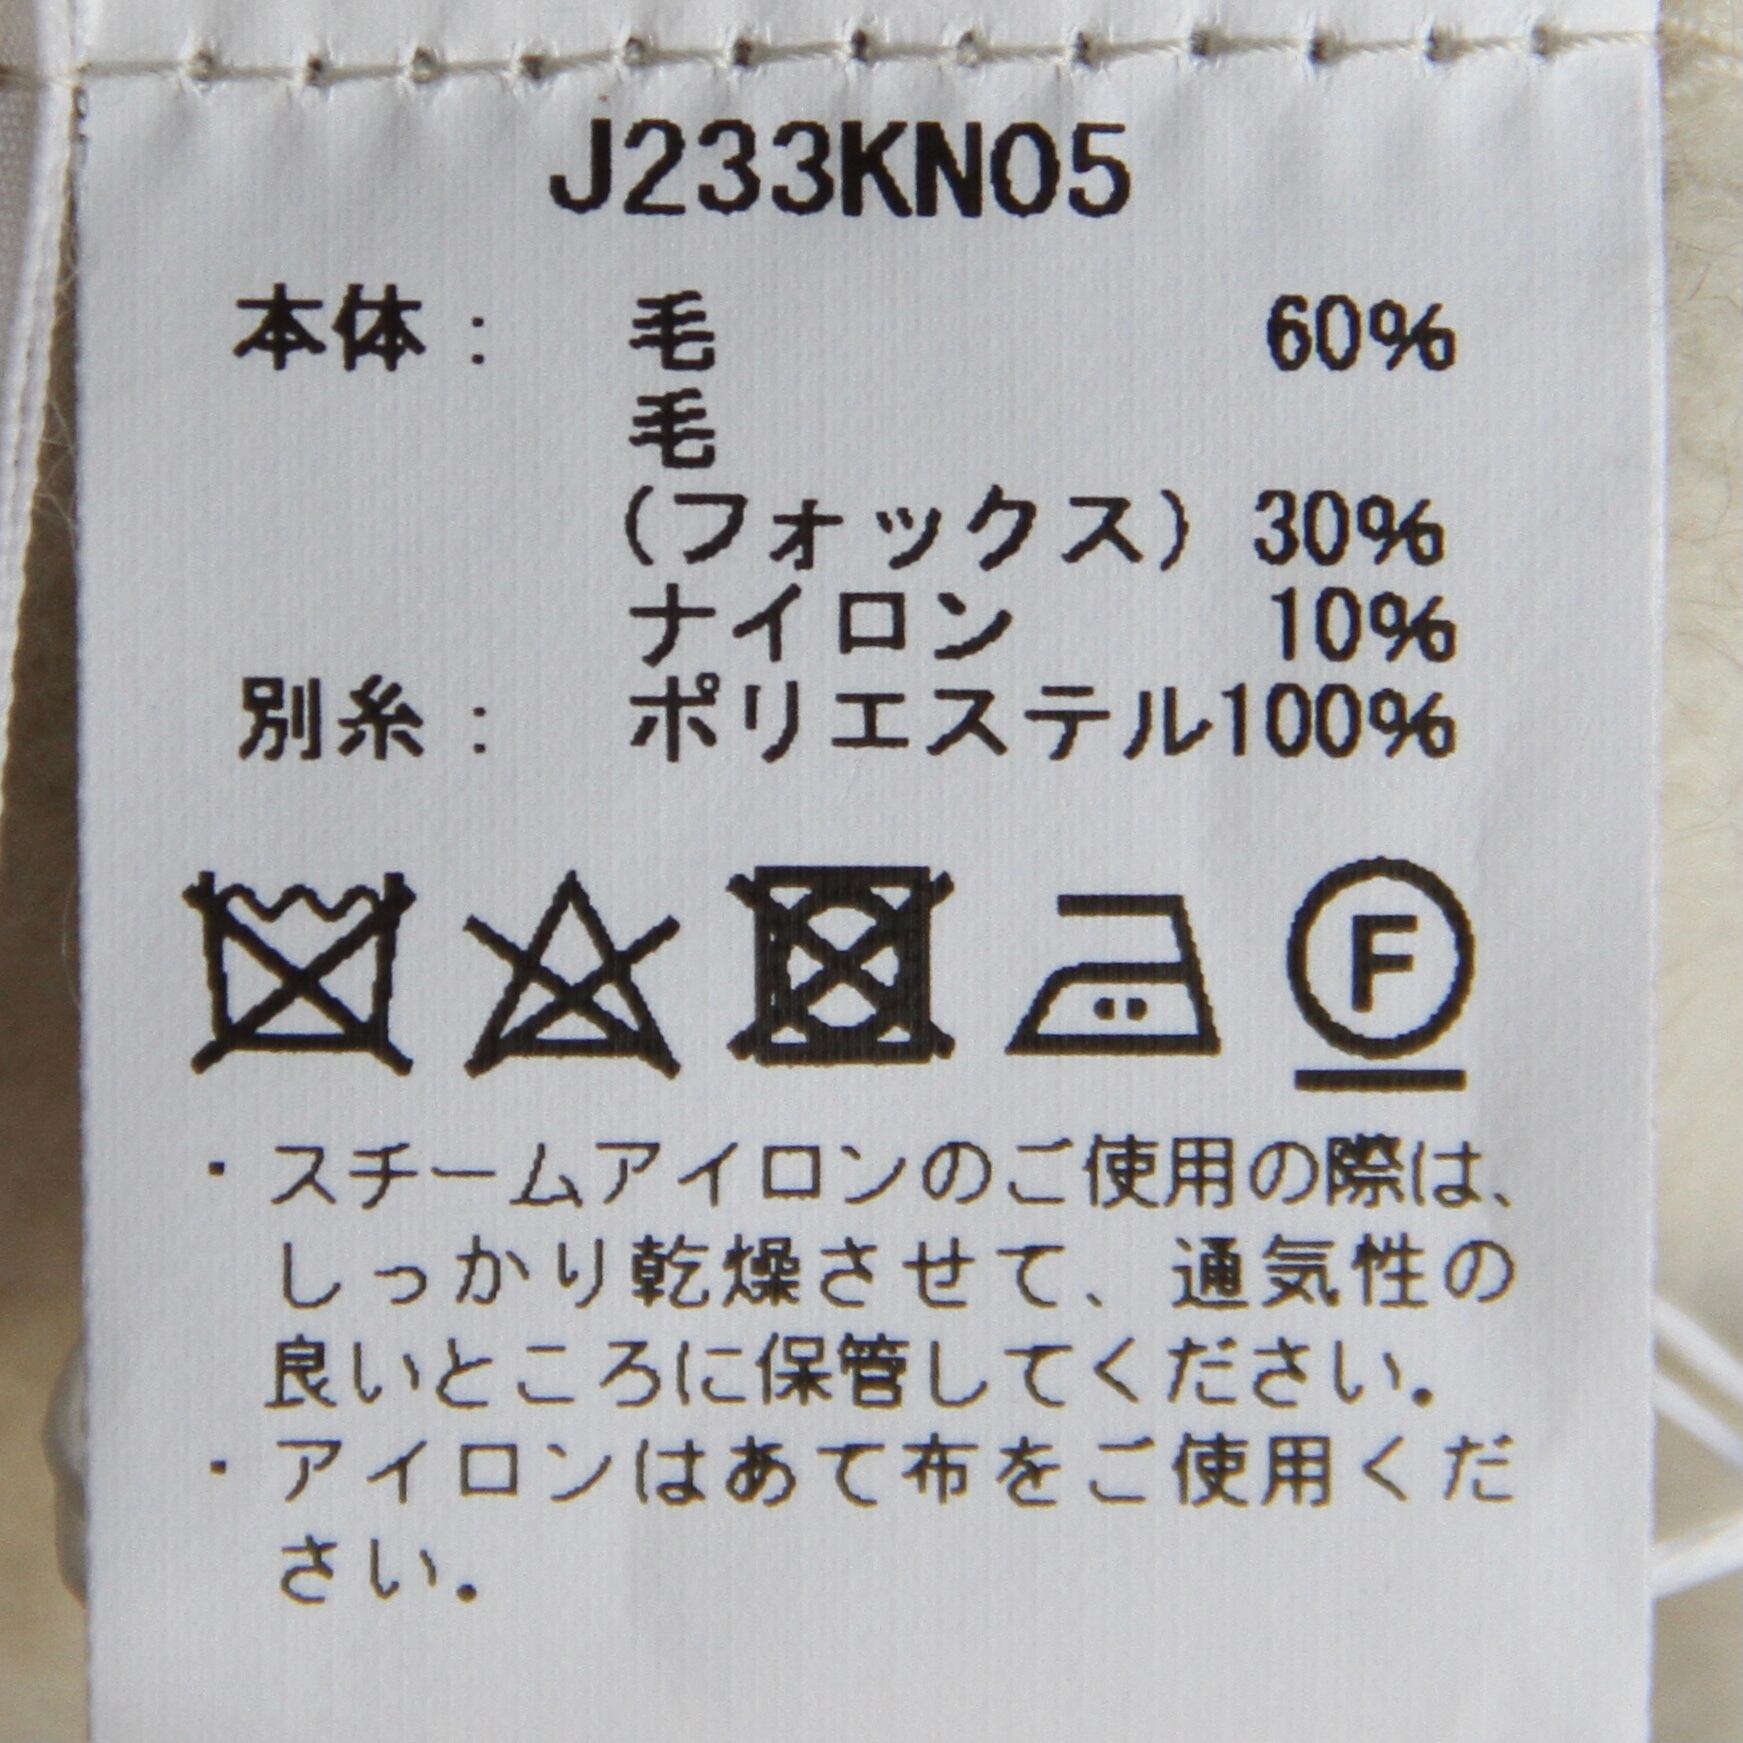 J233KN05
本体： 毛 60%
毛
(フォックス) 30%
ナイロン 10%
別糸： ポリエステル100%
F
・スチームアイロンのご使用の際は、
しっかり乾燥させて、通気性の
良いところに保管してください。
・アイロンはあて布をご使用くだ
さい。